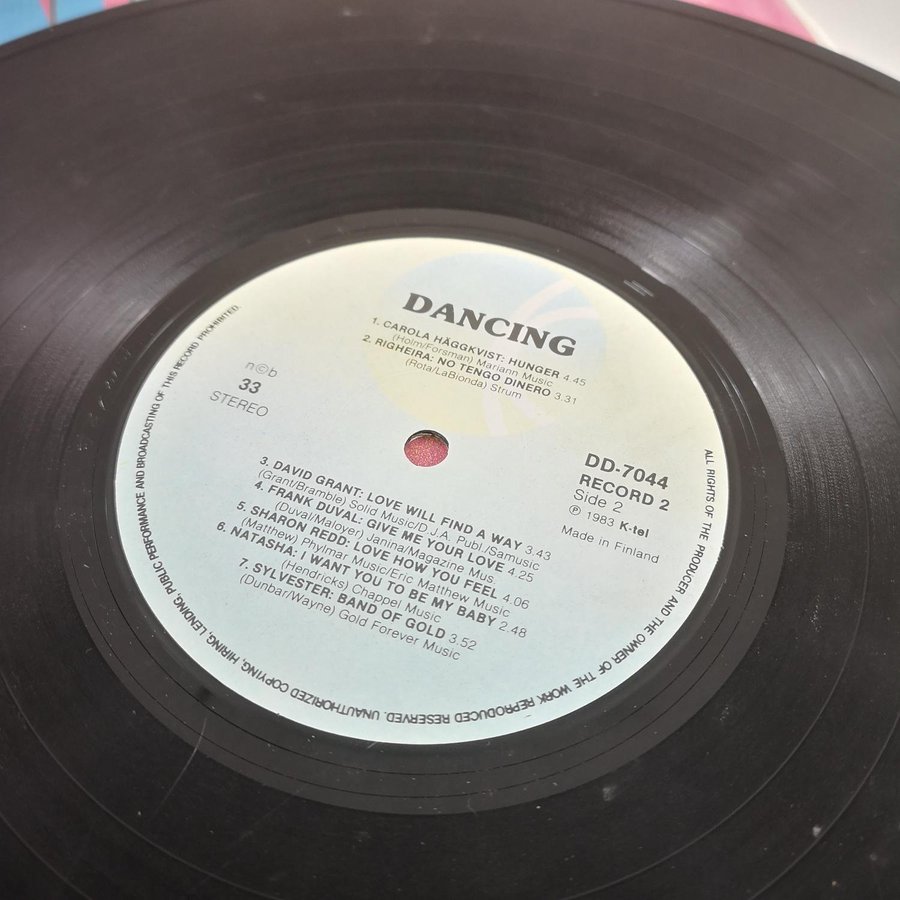 DANCING
1. CAROLA HÄGGKVIST: HUNGER 4.45
(Holm/Forsman) Mariann Music
2. RIGHEIRA: NO TENGO DINERO 3.31
(Rota/LaBionda) Strum
n©b
33
STEREO
DD-7044
RECORD 2
Side 2
℗ 1983 K-tel
Made in Finland
3. DAVID GRANT: LOVE WILL FIND A WAY 3.43
(Grant/Bramble) Solid Music/D.J.A. Publ./Samusic
4. FRANK DUVAL: GIVE ME YOUR LOVE 4.25
(Duval/Maloyer) Janina/Magazine Mus
5. SHARON REDD: LOVE HOW YOU FEEL 4.06
(Matthew) Phylmar Music/Eric Matthew Music
6. NATASHA: I WANT YOU TO BE MY BABY 2.48
(Hendricks) Chappel Music
7. SYLVESTER: BAND OF GOLD 3.52
(Dunbar/Wayne) Gold Forever Music
ALL RIGHTS OF THE PRODUCER AND THE OWNER OF THE WORK REPRODUCED RESERVED. UNAUTHORIZED COPYING, HIRING, LENDING, PUBLIC PERFORMANCE AND BROADCASTING OF THIS RECORD PROHIBITED.